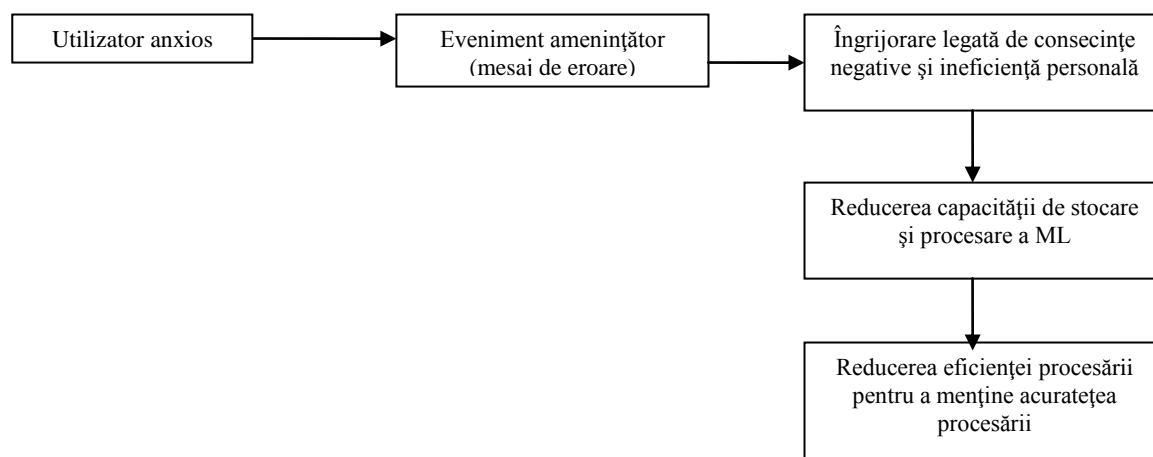 Utilizator anxios
Eveniment ameninţător
(mesaj de eroare)
Îngrijorare legată de consecinţe
negative şi ineficienţă personală
Reducerea capacităţii de stocare
şi procesare a ML
Reducerea eficienţei procesării
pentru a menţine acurateţea
procesării